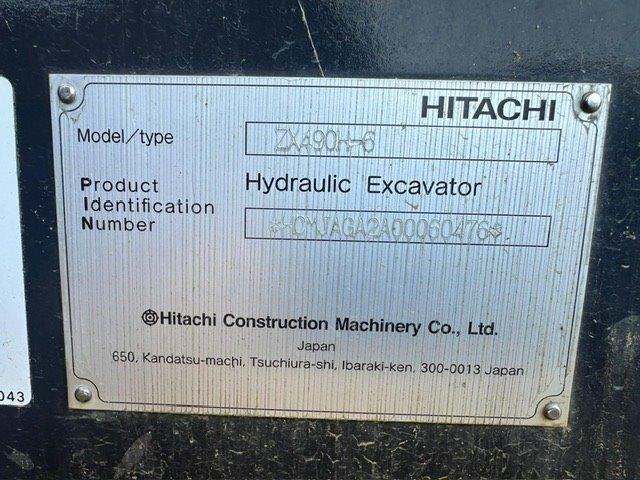 HITACHI
Model/type ZX490H-6
Product Hydraulic Excavator
Identification
Number *HCMJAGA2A00060476*
Hitachi Construction Machinery Co., Ltd.
Japan
650, Kandatsu-machi, Tsuchiura-shi, Ibaraki-ken, 300-0013 Japan
043